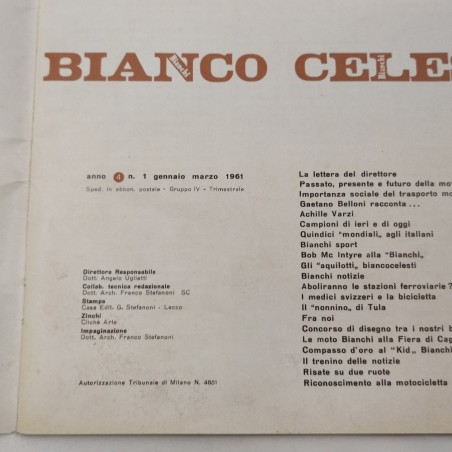 BIANCO CELES
Bianchi
Bianchi
anno 4 n. 1 gennaio marzo 1961
Sped. in abbon. postale - Gruppo IV - Trimestrale
Direttore Responsabile
Dott. Angelo Uglietti
Collab. tecnica redazionale
Dott. Arch. Franco Stefanoni SC
Stampa
Casa Edit. G. Stefanoni - Lecco
Zinchi
Cliché Arte
Impaginazione
Dott. Arch. Franco Stefanoni
Autorizzazione Tribunale di Milano N. 4851
La lettera del direttore
Passato, presente e futuro della mo
Importanza sociale del trasporto mo
Gaetano Belloni racconta ...
Achille Varzi
Campioni di ieri e di oggi
Quindici "mondiali„ agli italiani
Bianchi sport
Bob Mc Intyre alla "Bianchi„
Gli "aquilotti„ biancocelesti
Bianchi notizie
Aboliranno le stazioni ferroviarie?
I medici svizzeri e la bicicletta
Il "nonnino„ di Tula
Fra noi
Concorso di disegno tra i nostri b
Le moto Bianchi alla Fiera di Cag
Compasso d'oro al "Kid„ Bianchi
Il trenino delle notizie
Risate su due ruote
Riconoscimento alla motocicletta